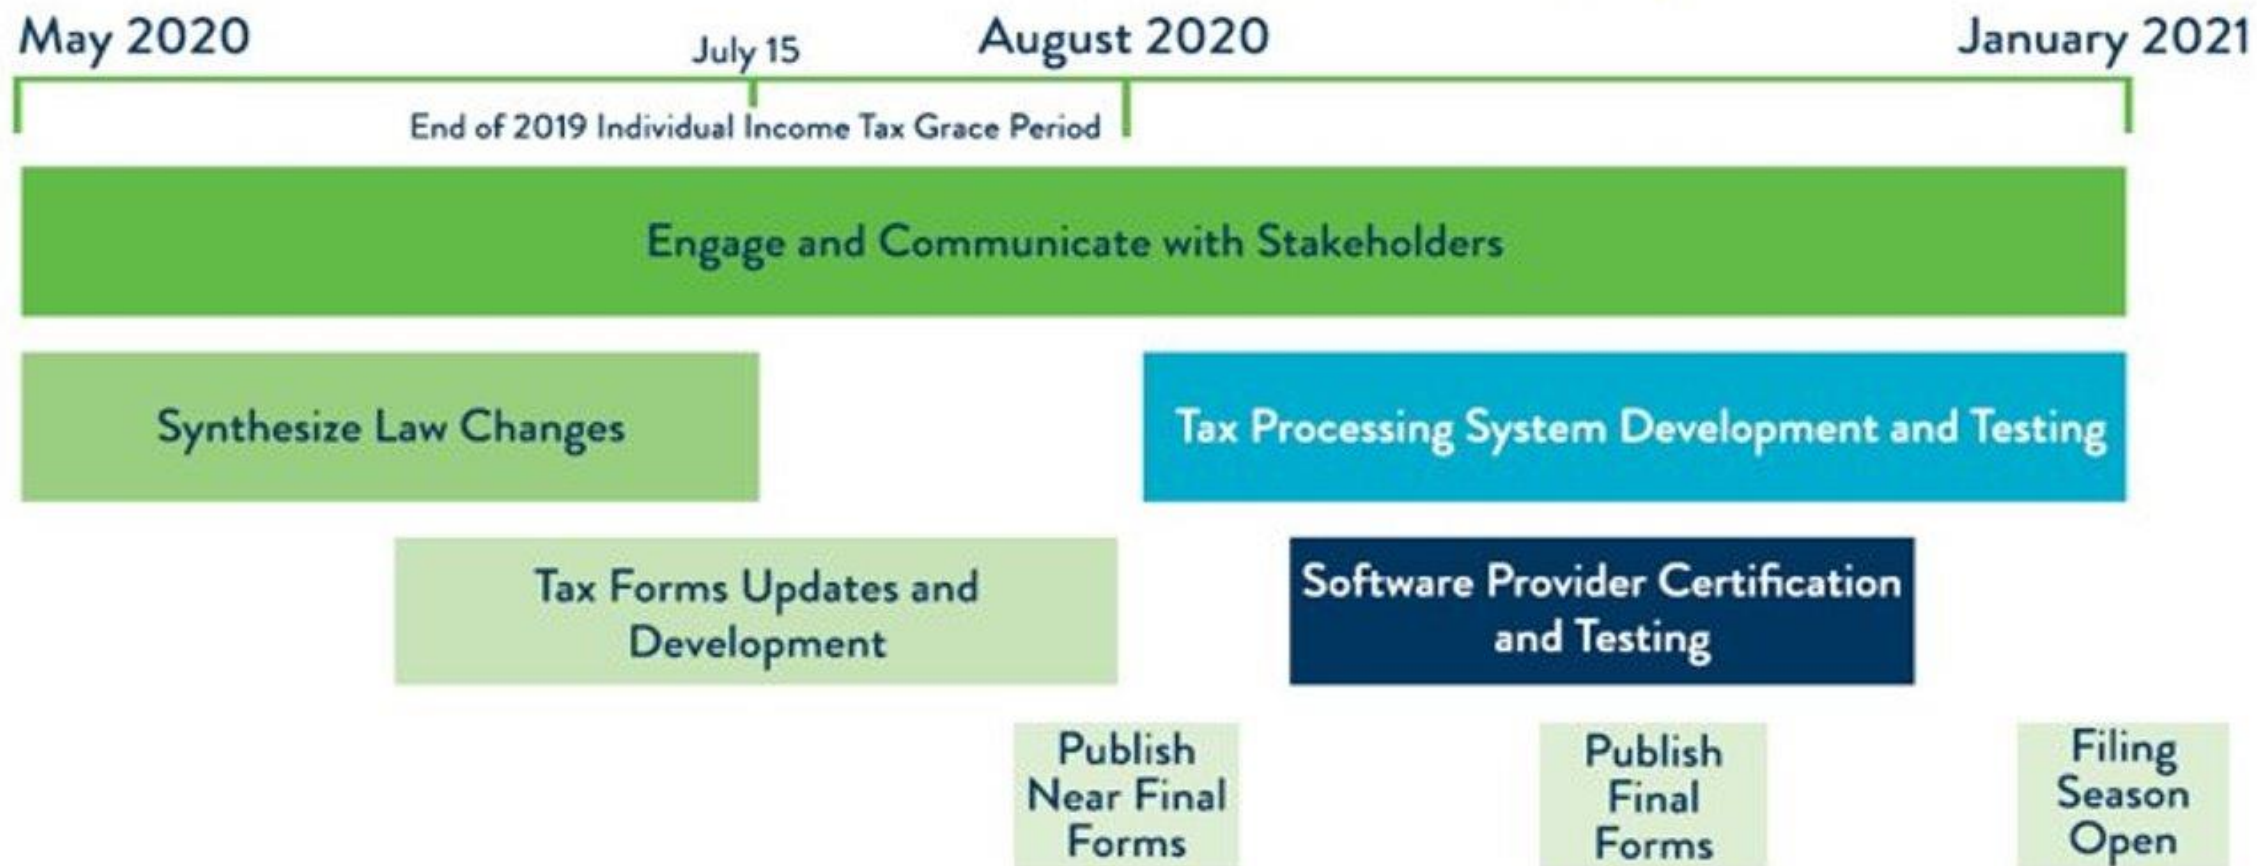 May 2020
July 15
August 2020
January 2021
End of 2019 Individual Income Tax Grace Period
Engage and Communicate with Stakeholders
Synthesize Law Changes
Tax Processing System Development and Testing
Tax Forms Updates and
Development
Software Provider Certification
and Testing
Publish
Near Final
Forms
Publish
Final
Forms
Filing
Season
Open